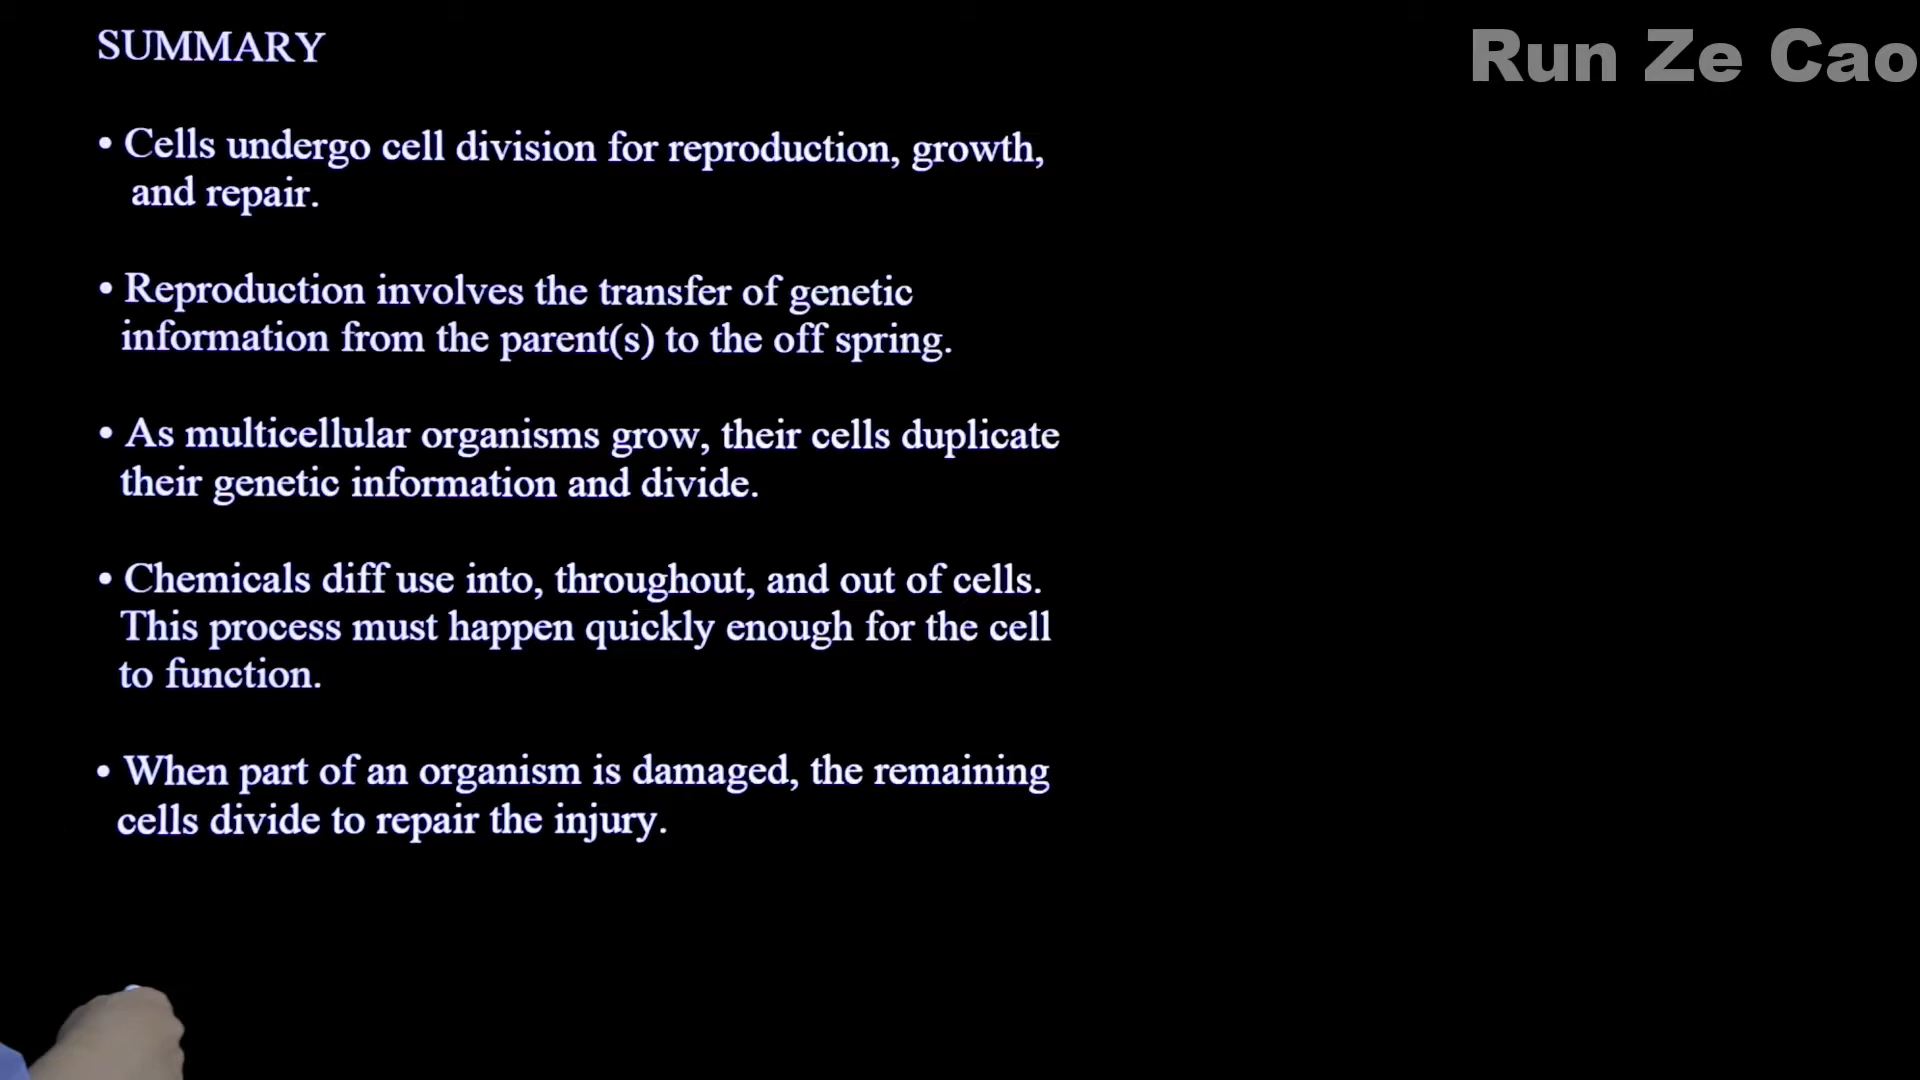 SUMMARY
Run Ze Cao
• Cells undergo cell division for reproduction, growth,
and repair.
• Reproduction involves the transfer of genetic
information from the parent(s) to the off spring.
• As multicellular organisms grow, their cells duplicate
their genetic information and divide.
• Chemicals diff use into, throughout, and out of cells.
This process must happen quickly enough for the cell
to function.
• When part of an organism is damaged, the remaining
cells divide to repair the injury.